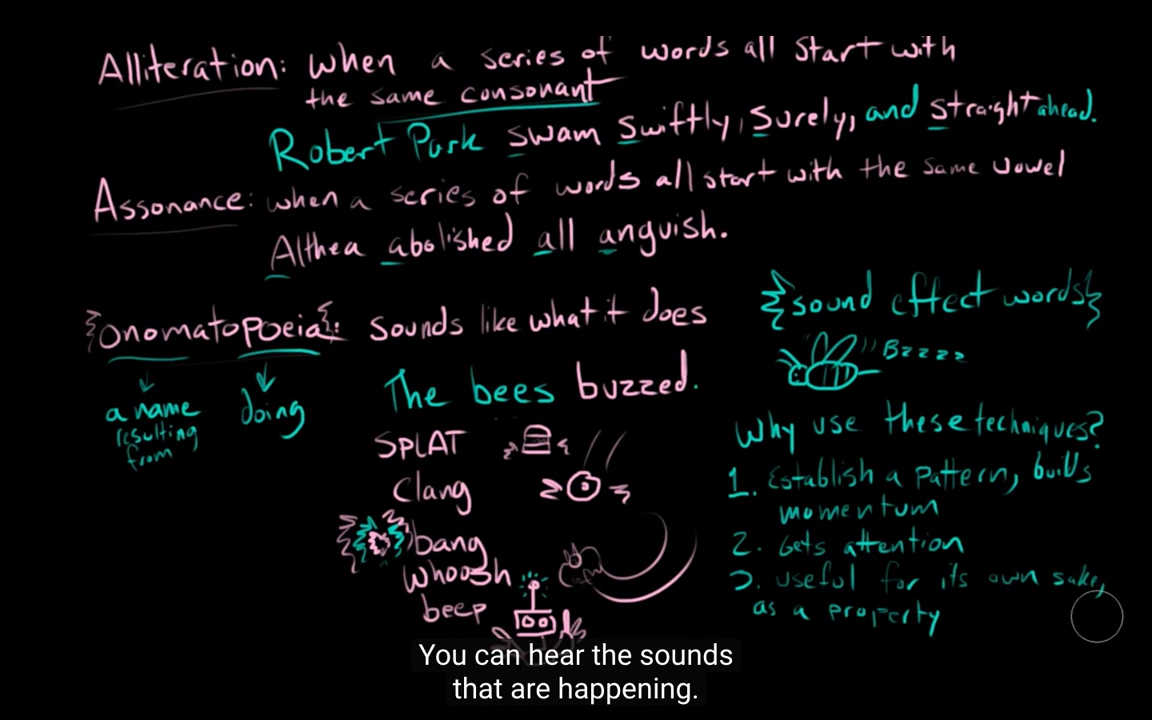 Alliteration: when a series of words all start with
the same consonant
Robert Park swam swiftly, surely, and straight ahead.
Assonance: when a series of words all start with the same vowel
Althea abolished all anguish.
onomatopoeia: sounds like what it does
a name
resulting
from
doing
The bees buzzed.
SPLAT
Clang
bang
whoosh
beep
sound effect words
Bzzzz
Why use these techniques?
1. Establish a pattern, builds
momentum
2. Gets attention
3. useful for its own sake,
as a property
You can hear the sounds
that are happening.